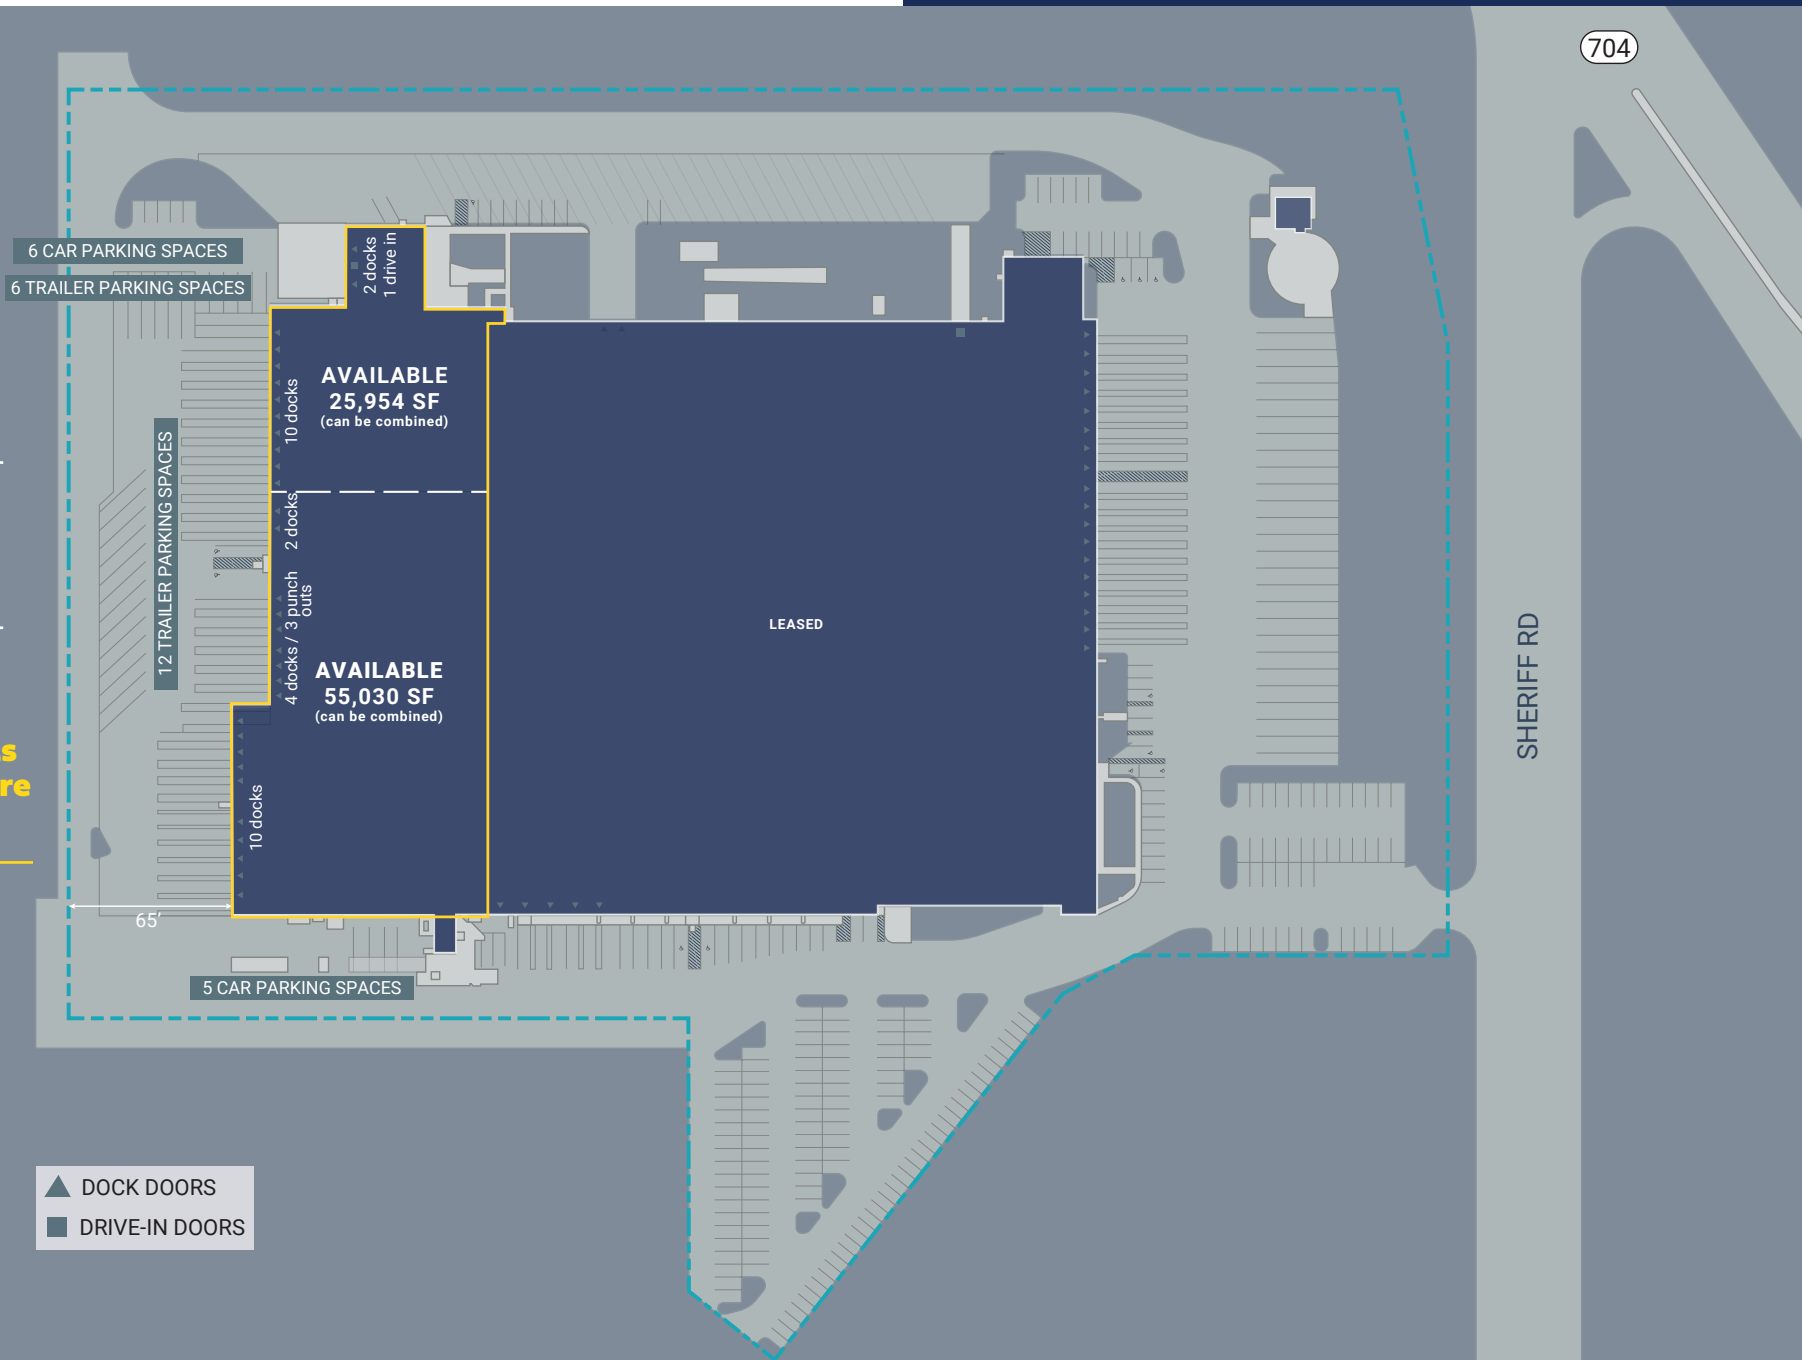 704
6 CAR PARKING SPACES
6 TRAILER PARKING SPACES
2 docks
1 drive in
AVAILABLE
25,954 SF
(can be combined)
10 docks
12 TRAILER PARKING SPACES
2 docks
4 docks / 3 punch
outs
AVAILABLE
55,030 SF
(can be combined)
10 docks
LEASED
SHERIFF RD
65'
5 CAR PARKING SPACES
DOCK DOORS
DRIVE-IN DOORS